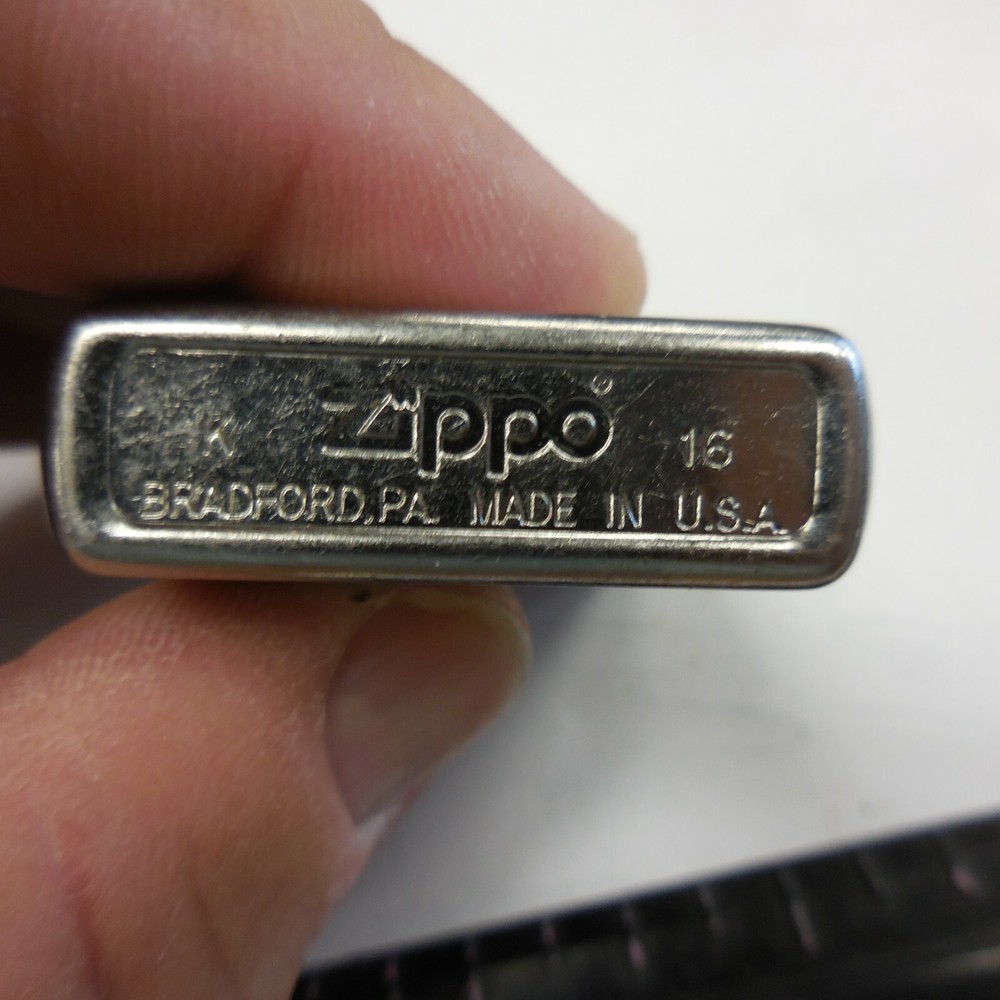 K Zippo® 16
BRADFORD, PA. MADE IN U.S.A.